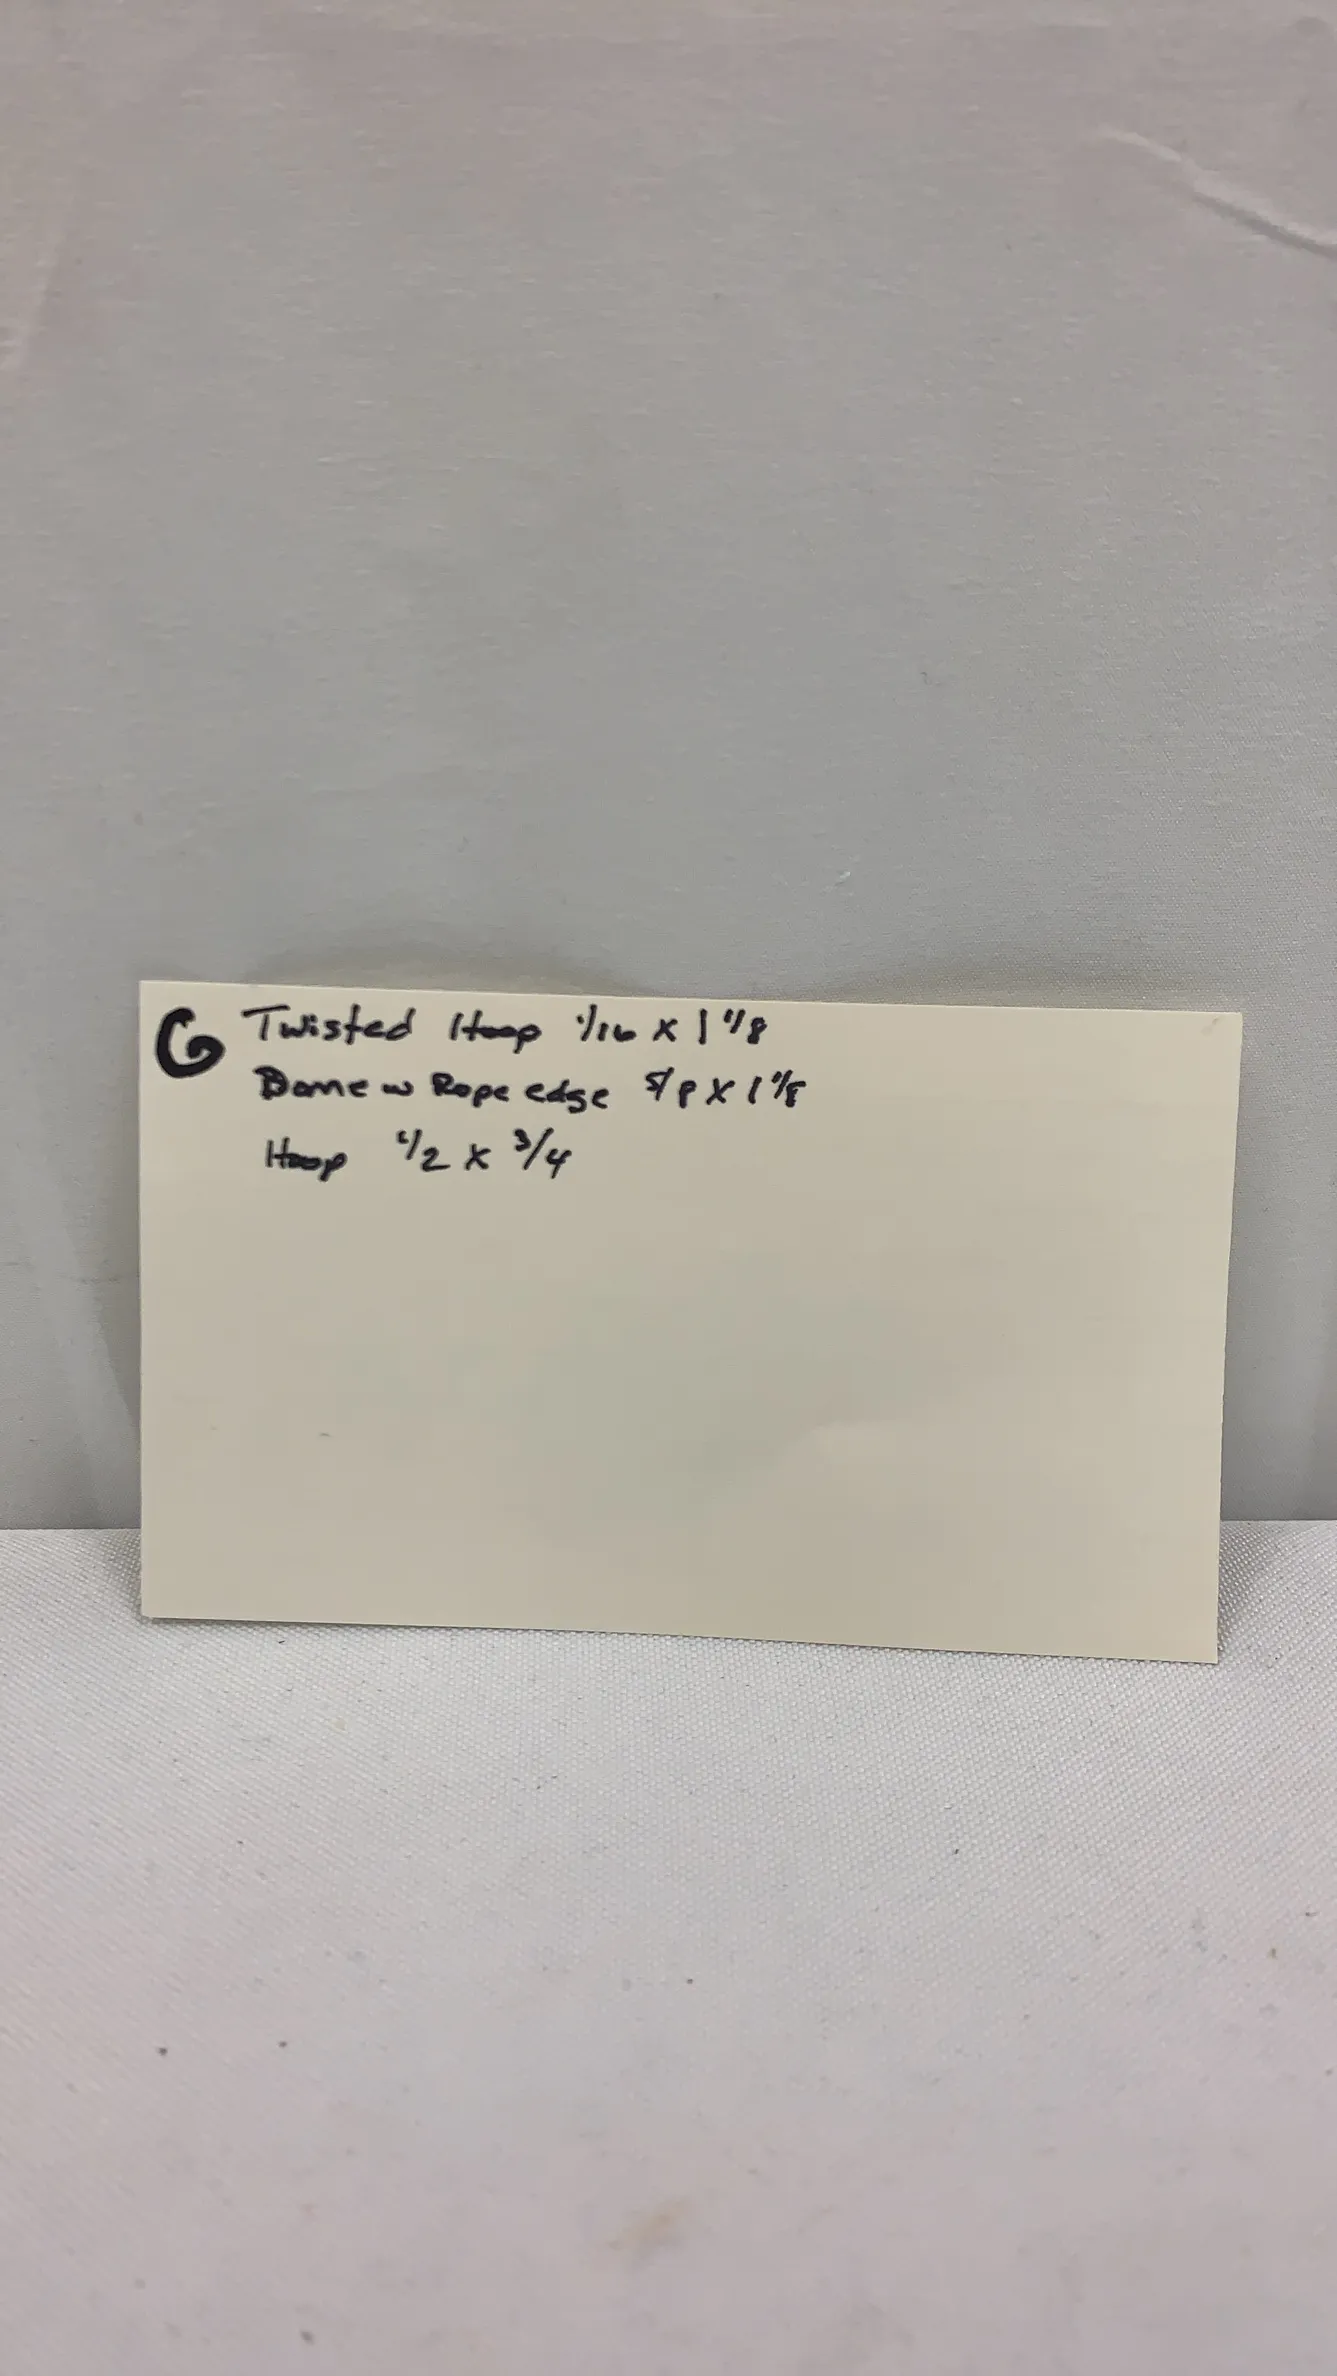 G Twisted Hoop 1/16 x 1 1/8
Dome w Rope edge 5/8 x 1 1/8
Hoop 1/2 x 3/4